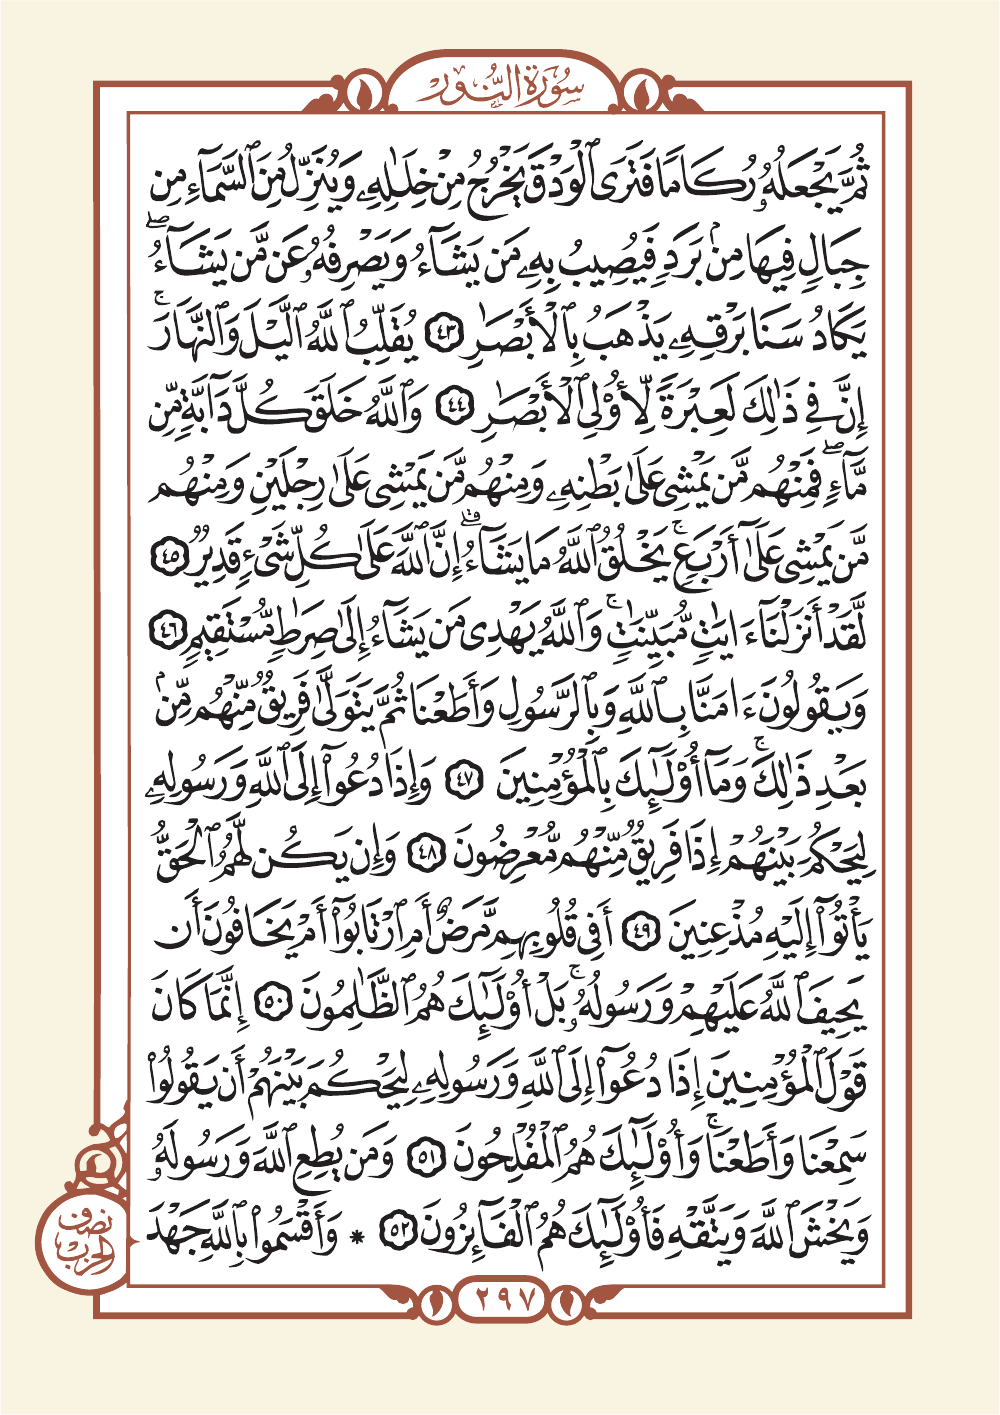 سُورَةُ النُّورِ
ثُمَّ يَجْعَلُهُۥ رُكَامًا فَتَرَى ٱلْوَدْقَ يَخْرُجُ مِنْ خِلَٰلِهِۦ وَيُنَزِّلُ مِنَ ٱلسَّمَآءِ مِن
جِبَالٍ فِيهَا مِنۢ بَرَدٍ فَيُصِيبُ بِهِۦ مَن يَشَآءُ وَيَصْرِفُهُۥ عَن مَّن يَشَآءُۖ
يَكَادُ سَنَا بَرْقِهِۦ يَذْهَبُ بِٱلْأَبْصَٰرِ ٤٣ يُقَلِّبُ ٱللَّهُ ٱلَّيْلَ وَٱلنَّهَارَۚ
إِنَّ فِى ذَٰلِكَ لَعِبْرَةً لِّأُوْلِى ٱلْأَبْصَٰرِ ٤٤ وَٱللَّهُ خَلَقَ كُلَّ دَآبَّةٍ مِّن
مَّآءٍۖ فَمِنْهُم مَّن يَمْشِى عَلَىٰ بَطْنِهِۦ وَمِنْهُم مَّن يَمْشِى عَلَىٰ رِجْلَيْنِ وَمِنْهُم
مَّن يَمْشِى عَلَىٰٓ أَرْبَعٍۚ يَخْلُقُ ٱللَّهُ مَا يَشَآءُۗ إِنَّ ٱللَّهَ عَلَىٰ كُلِّ شَىْءٍ قَدِيرٌ ٤٥
لَّقَدْ أَنزَلْنَآ ءَايَٰتٍ مُّبَيِّنَٰتٍۚ وَٱللَّهُ يَهْدِى مَن يَشَآءُ إِلَىٰ صِرَٰطٍ مُّسْتَقِيمٍ ٤٦
وَيَقُولُونَ ءَامَنَّا بِٱللَّهِ وَبِٱلرَّسُولِ وَأَطَعْنَا ثُمَّ يَتَوَلَّىٰ فَرِيقٌ مِّنْهُم مِّنۢ
بَعْدِ ذَٰلِكَۚ وَمَآ أُوْلَٰٓئِكَ بِٱلْمُؤْمِنِينَ ٤٧ وَإِذَا دُعُوٓاْ إِلَى ٱللَّهِ وَرَسُولِهِۦ
لِيَحْكُمَ بَيْنَهُمْ إِذَا فَرِيقٌ مِّنْهُم مُّعْرِضُونَ ٤٨ وَإِن يَكُن لَّهُمُ ٱلْحَقُّ
يَأْتُوٓاْ إِلَيْهِ مُذْعِنِينَ ٤٩ أَفِى قُلُوبِهِم مَّرَضٌ أَمِ ٱرْتَابُوٓاْ أَمْ يَخَافُونَ أَن
يَحِيفَ ٱللَّهُ عَلَيْهِمْ وَرَسُولُهُۥۚ بَلْ أُوْلَٰٓئِكَ هُمُ ٱلظَّٰلِمُونَ ٥٠ إِنَّمَا كَانَ
قَوْلَ ٱلْمُؤْمِنِينَ إِذَا دُعُوٓاْ إِلَى ٱللَّهِ وَرَسُولِهِۦ لِيَحْكُمَ بَيْنَهُمْ أَن يَقُولُواْ
سَمِعْنَا وَأَطَعْنَاۚ وَأُوْلَٰٓئِكَ هُمُ ٱلْمُفْلِحُونَ ٥١ وَمَن يُطِعِ ٱللَّهَ وَرَسُولَهُۥ
وَيَخْشَ ٱللَّهَ وَيَتَّقْهِ فَأُوْلَٰٓئِكَ هُمُ ٱلْفَآئِزُونَ ٥٢ * وَأَقْسَمُواْ بِٱللَّهِ جَهْدَ
نصف
الحزب
٢٩٧